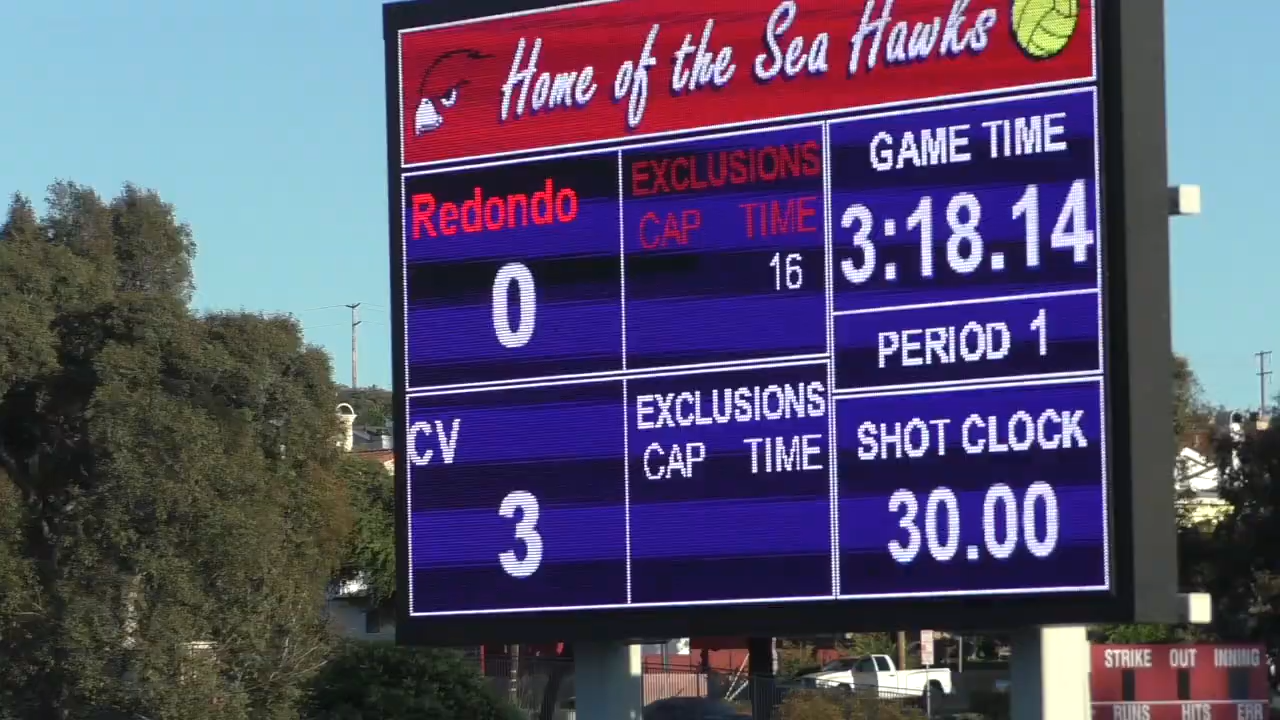 Home of the Sea Hawks
Redondo
0
EXCLUSIONS
CAP TIME
16
GAME TIME
3:18.14
PERIOD 1
CV
3
EXCLUSIONS
CAP TIME
SHOT CLOCK
30.00
STRIKE OUT INNING
RUNS HITS ERR